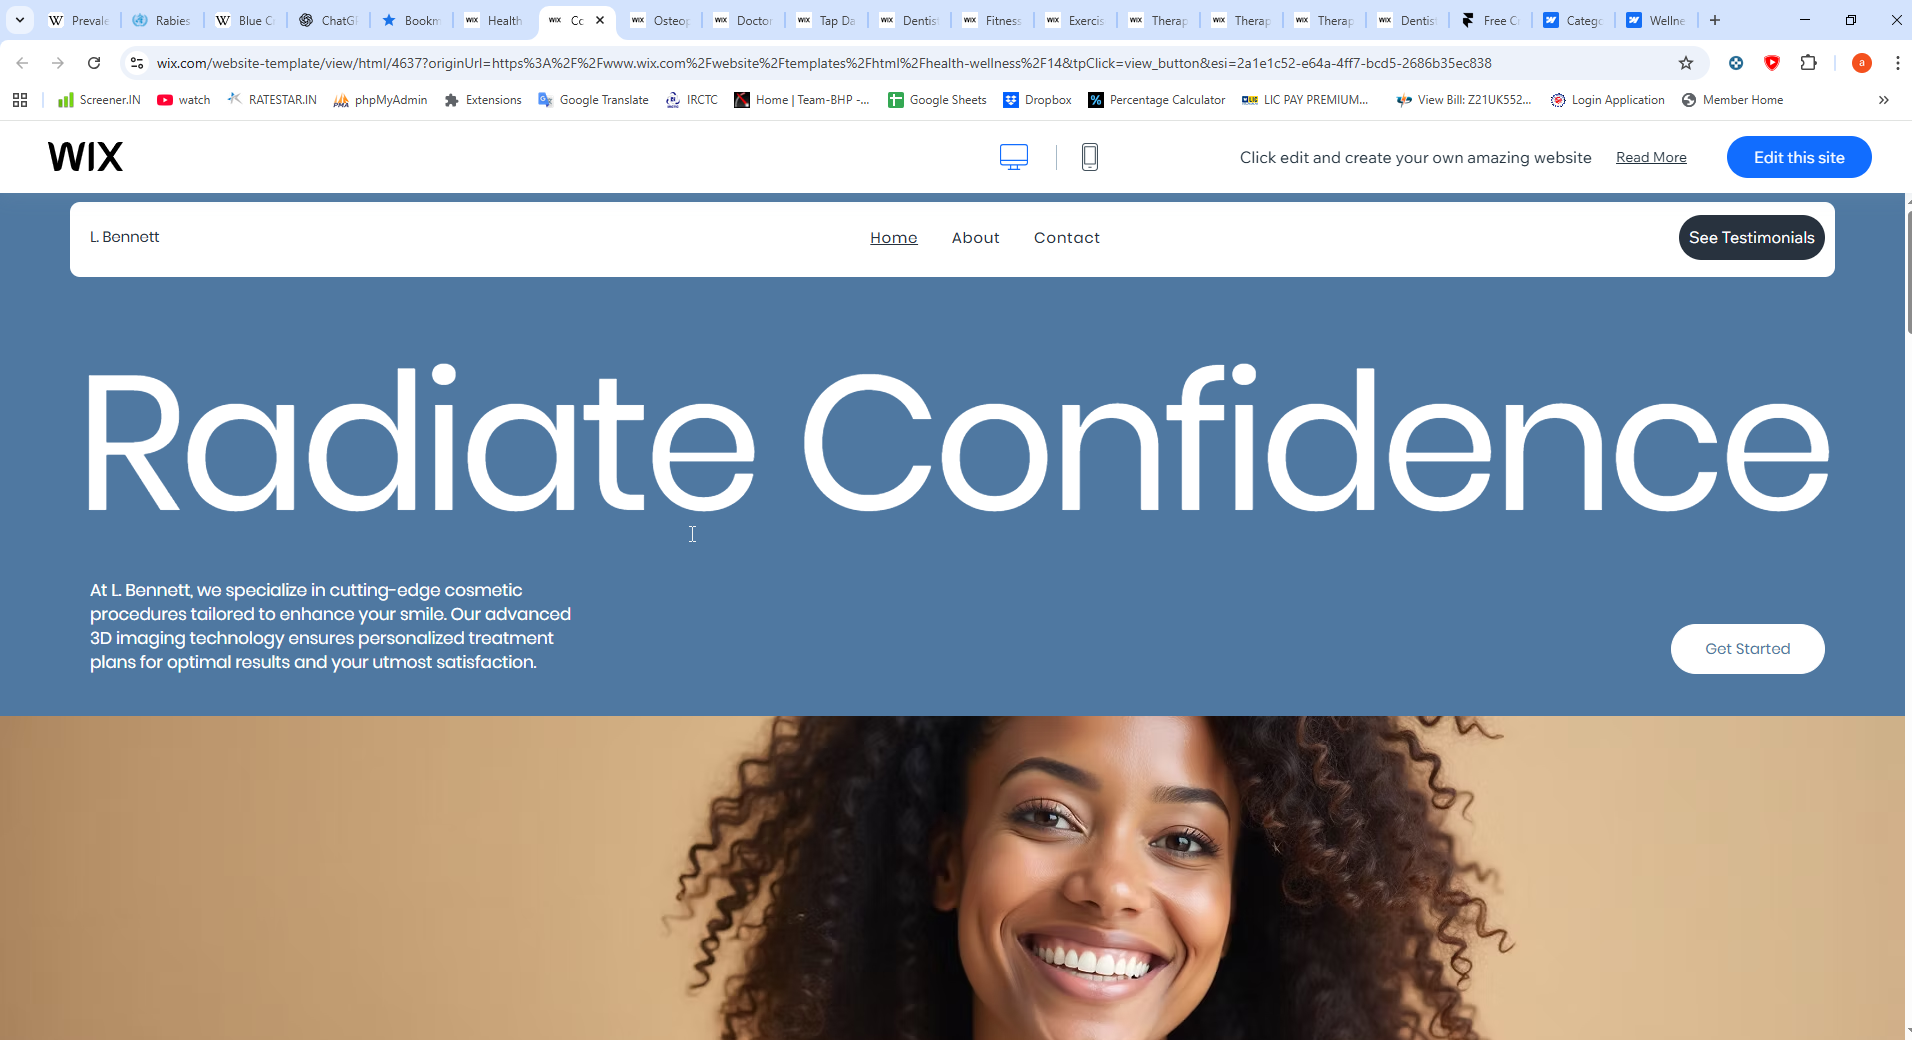 Prevale
Rabies
Blue C
ChatG
Bookm
Health
Cc
Osteop
Doctor
Tap Da
Dentis
Fitness
Exercis
Therap
Therap
Therap
Dentis
Free C
Catego
Wellne
wix.com/website-template/view/html/4637?originUrl=https%3A%2F%2Fwww.wix.com%2Fwebsite%2Ftemplates%2Fhtml%2Fhealth-wellness%2F14&tpClick=view_button&esi=2a1e1c52-e64a-4ff7-bcd5-2686b35ec838
a
Screener.IN watch RATESTAR.IN phpMyAdmin Extensions Google Translate IRCTC Home | Team-BHP -... Google Sheets Dropbox Percentage Calculator LIC PAY PREMIUM... View Bill: Z21UK552... Login Application Member Home
WIX
Click edit and create your own amazing website Read More Edit this site
L. Bennett Home About Contact See Testimonials
Radiate Confidence
At L. Bennett, we specialize in cutting-edge cosmetic
procedures tailored to enhance your smile. Our advanced
3D imaging technology ensures personalized treatment
plans for optimal results and your utmost satisfaction.
Get Started